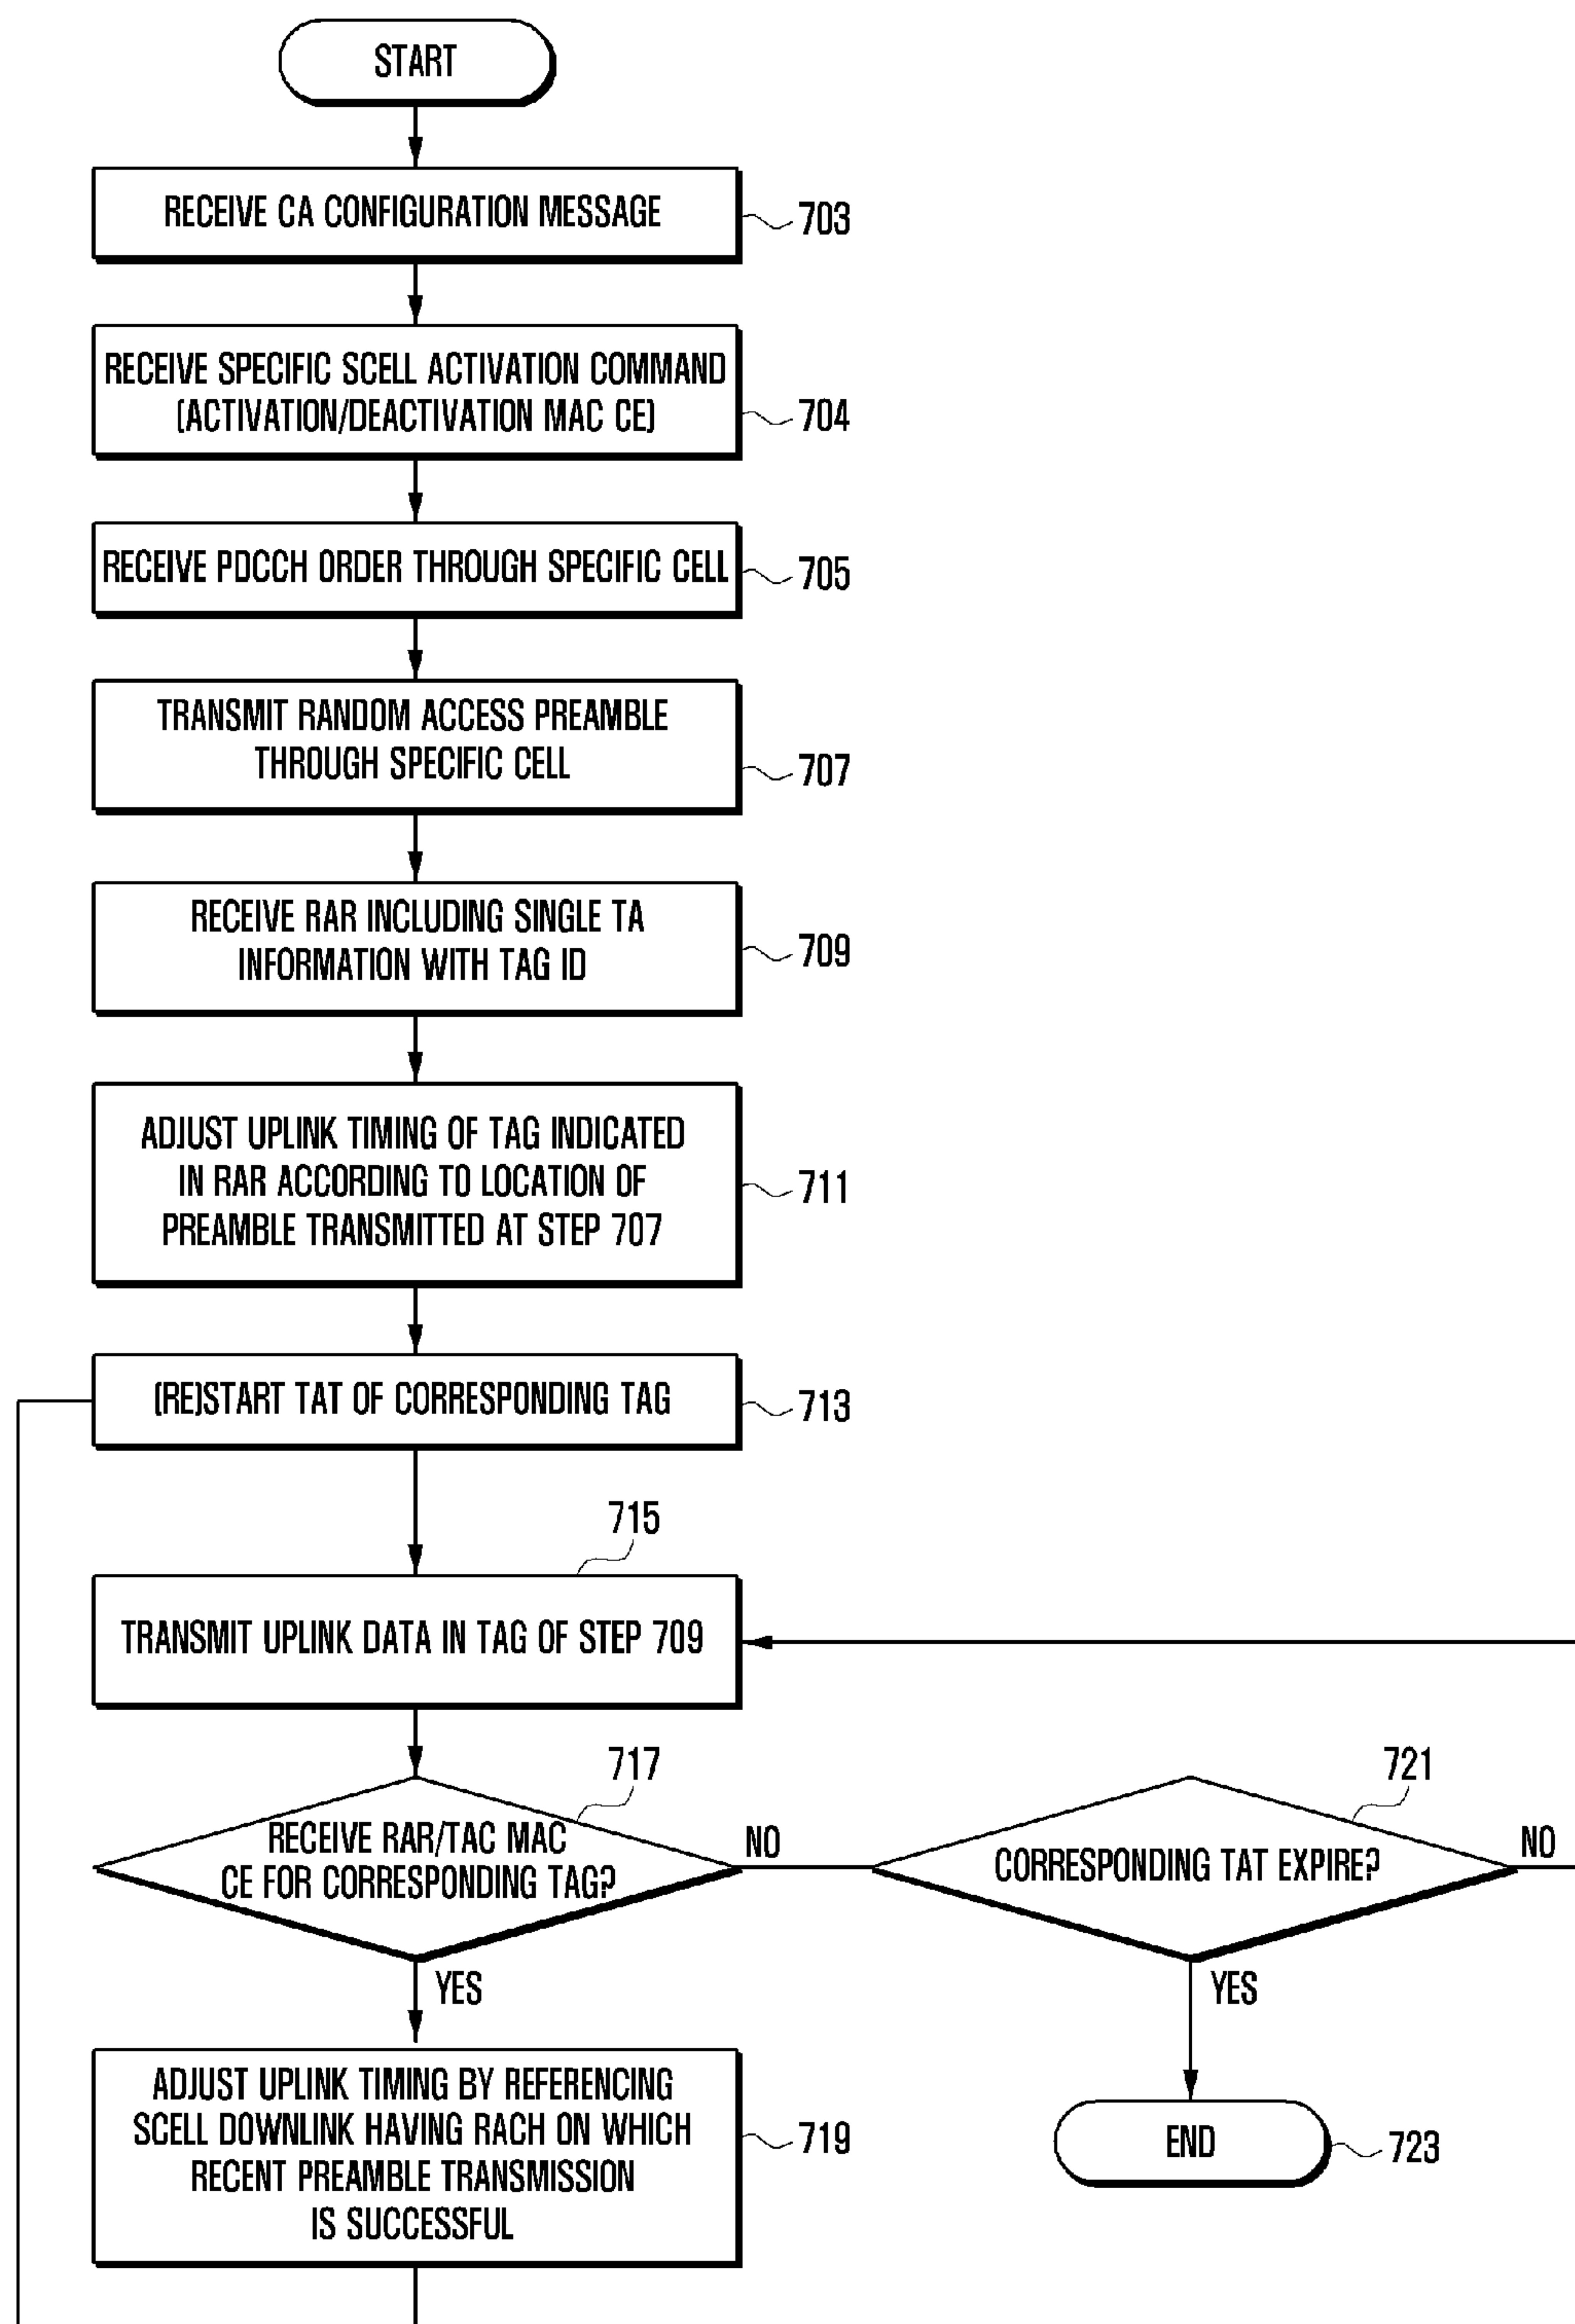 START
RECEIVE CA CONFIGURATION MESSAGE
703
RECEIVE SPECIFIC SCELL ACTIVATION COMMAND
(ACTIVATION/DEACTIVATION MAC CE)
704
RECEIVE PDCCH ORDER THROUGH SPECIFIC CELL
705
TRANSMIT RANDOM ACCESS PREAMBLE
THROUGH SPECIFIC CELL
707
RECEIVE RAR INCLUDING SINGLE TA
INFORMATION WITH TAG ID
709
ADJUST UPLINK TIMING OF TAG INDICATED
IN RAR ACCORDING TO LOCATION OF
PREAMBLE TRANSMITTED AT STEP 707
711
(RE)START TAT OF CORRESPONDING TAG
713
715
TRANSMIT UPLINK DATA IN TAG OF STEP 709
717
RECEIVE RAR/TAC MAC
CE FOR CORRESPONDING TAG?
NO
YES
721
CORRESPONDING TAT EXPIRE?
NO
YES
ADJUST UPLINK TIMING BY REFERENCING
SCELL DOWNLINK HAVING RACH ON WHICH
RECENT PREAMBLE TRANSMISSION
IS SUCCESSFUL
719
END
723